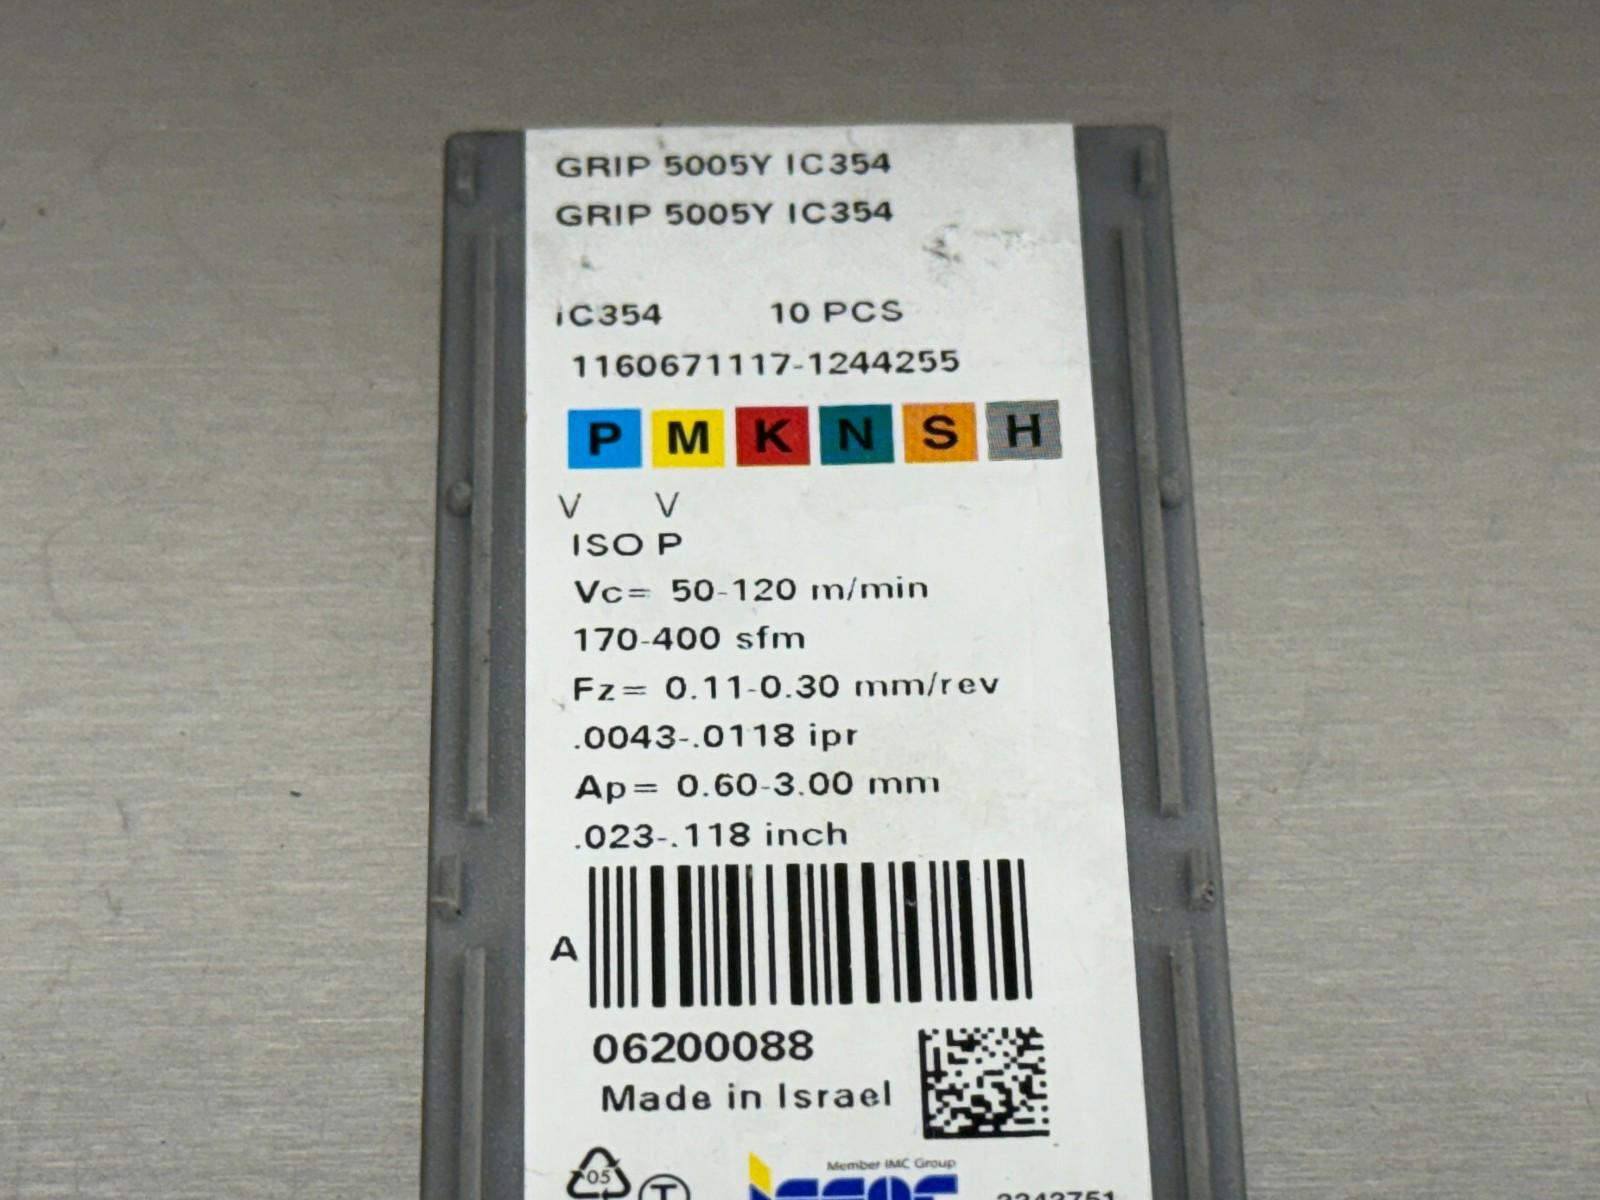 GRIP 5005Y IC354
GRIP 5005Y IC354
IC354 10 PCS
1160671117-1244255
P M K N S H
V V
ISO P
Vc= 50-120 m/min
170-400 sfm
Fz= 0.11-0.30 mm/rev
.0043-.0118 ipr
Ap= 0.60-3.00 mm
.023-.118 inch
A
06200088
Made in Israel
05
T
Member IMC Group